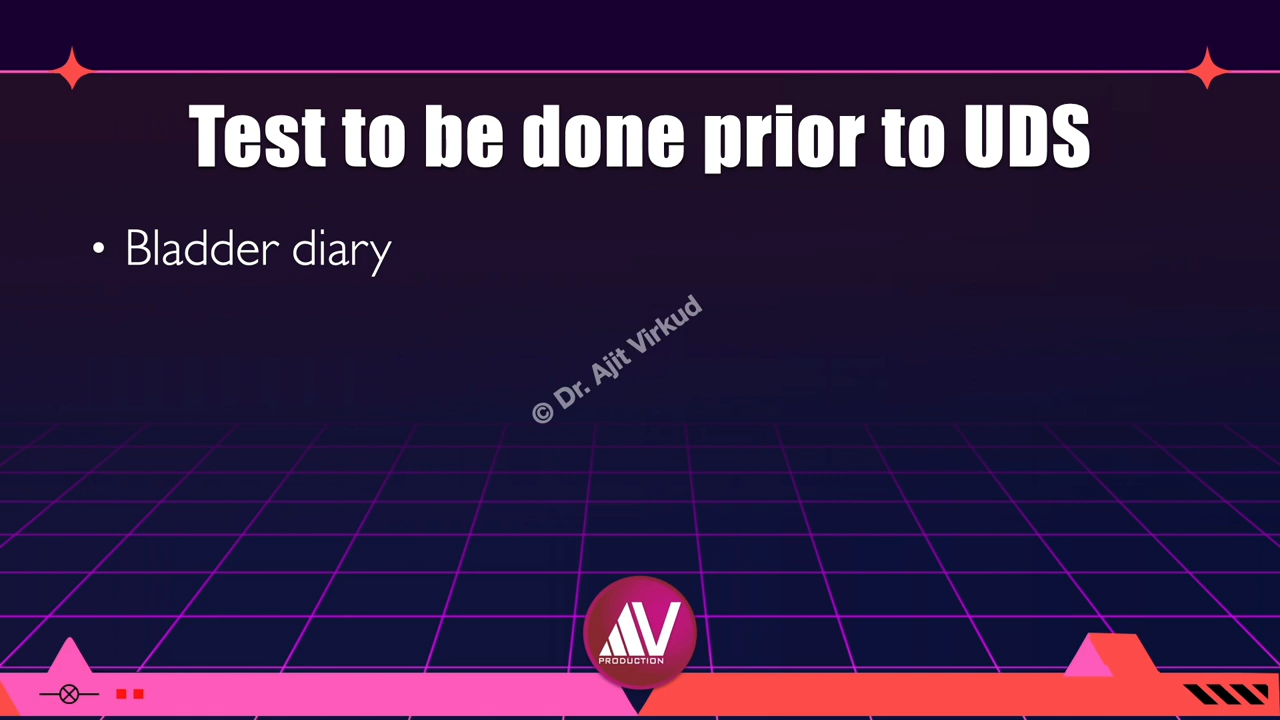 Test to be done prior to UDS
• Bladder diary
© Dr. Ajit Virkud
AV
PRODUCTION